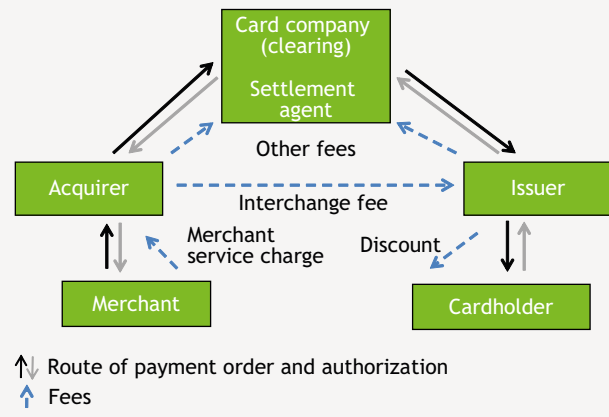 Card company
(clearing)
Settlement
agent
Other fees
Acquirer
Issuer
Interchange fee
Merchant
service charge
Discount
Merchant
Cardholder
Route of payment order and authorization
Fees